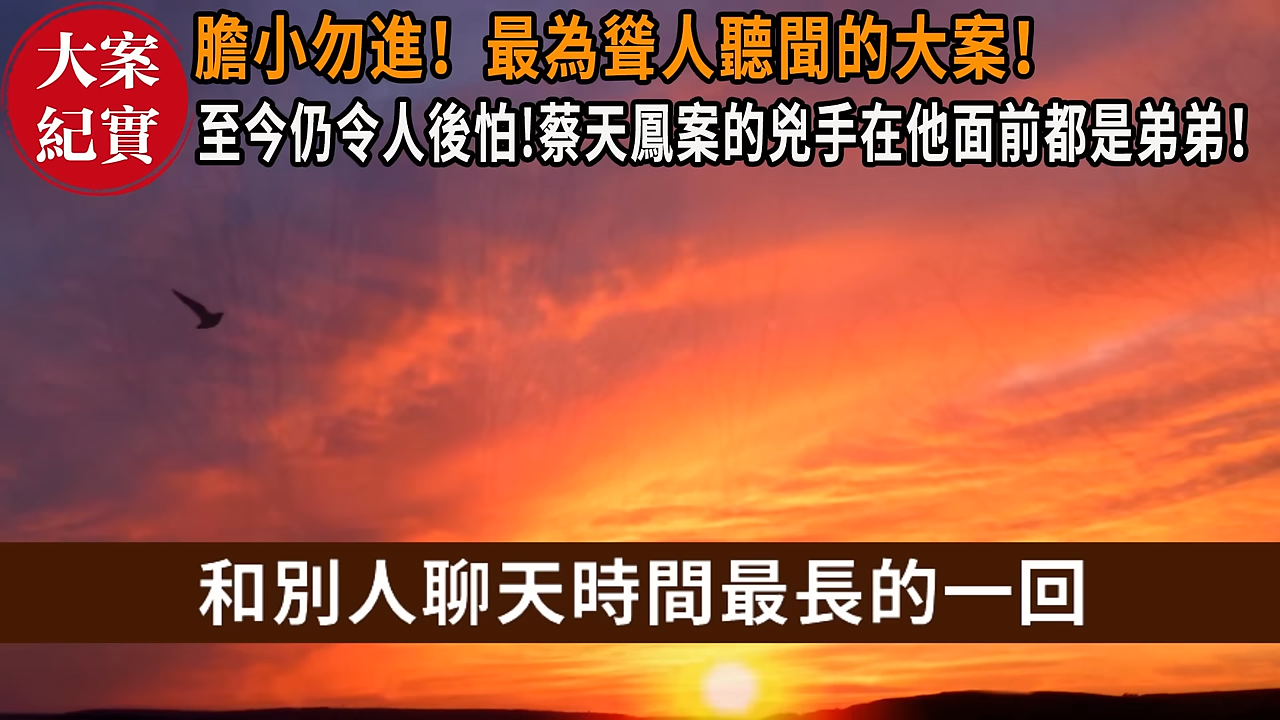 大案
紀實
膽小勿進！最為聳人聽聞的大案！
至今仍令人後怕!蔡天鳳案的兇手在他面前都是弟弟！
和別人聊天時間最長的一回